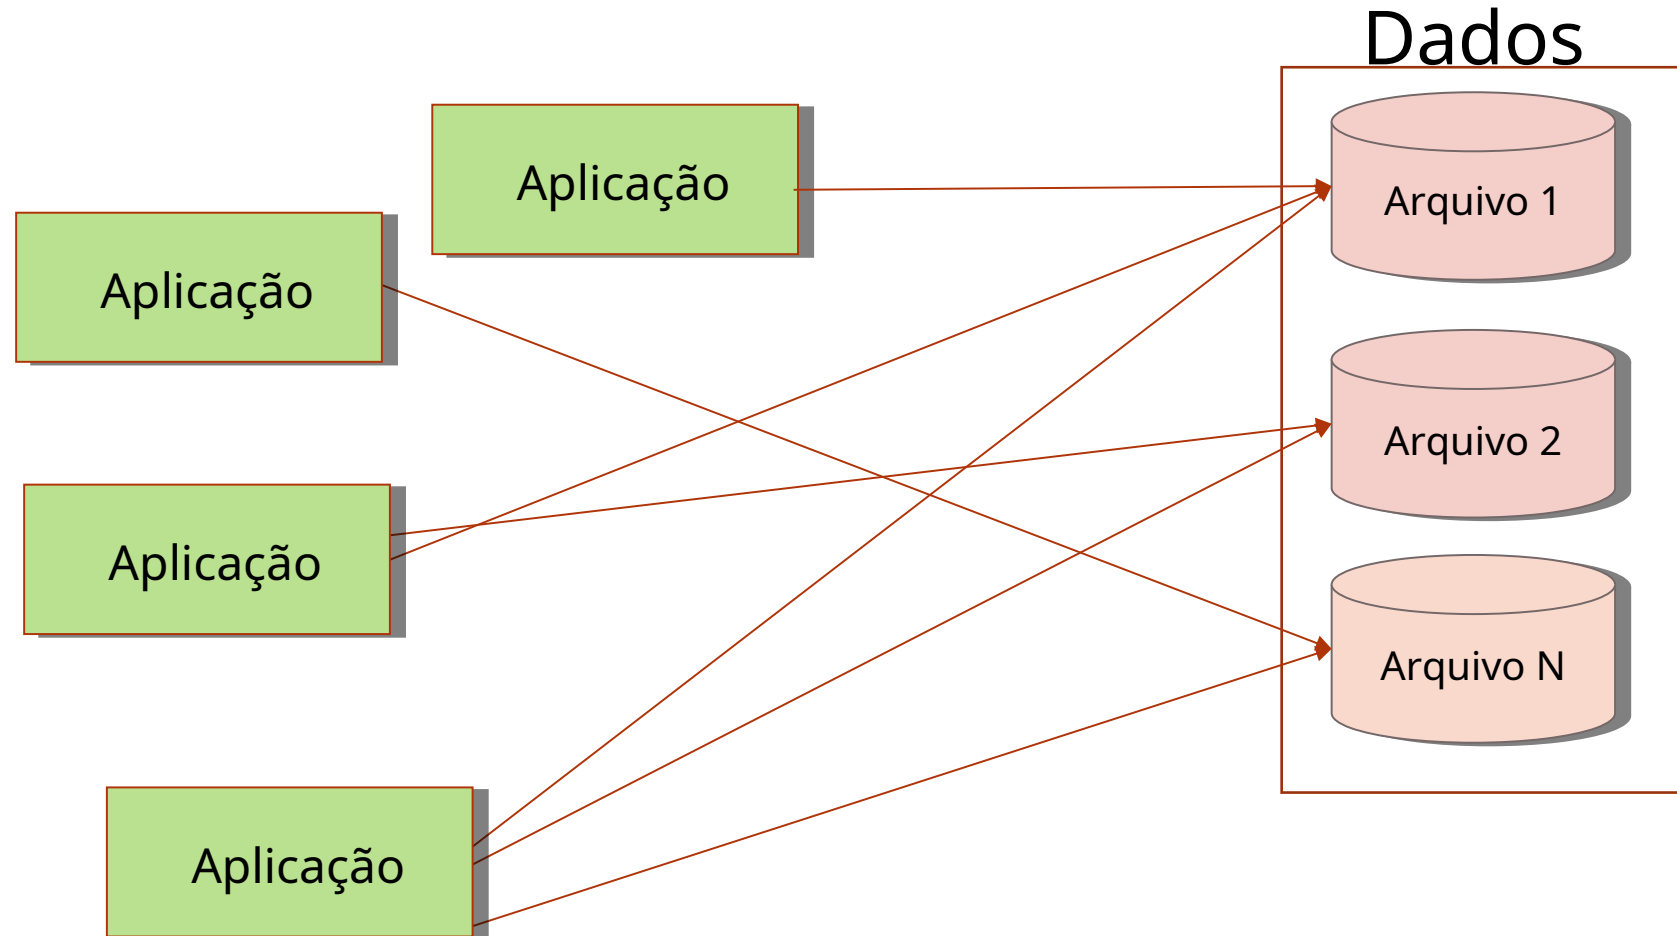 Dados
Aplicação
Arquivo 1
Aplicação
Arquivo 2
Aplicação
Arquivo N
Aplicação